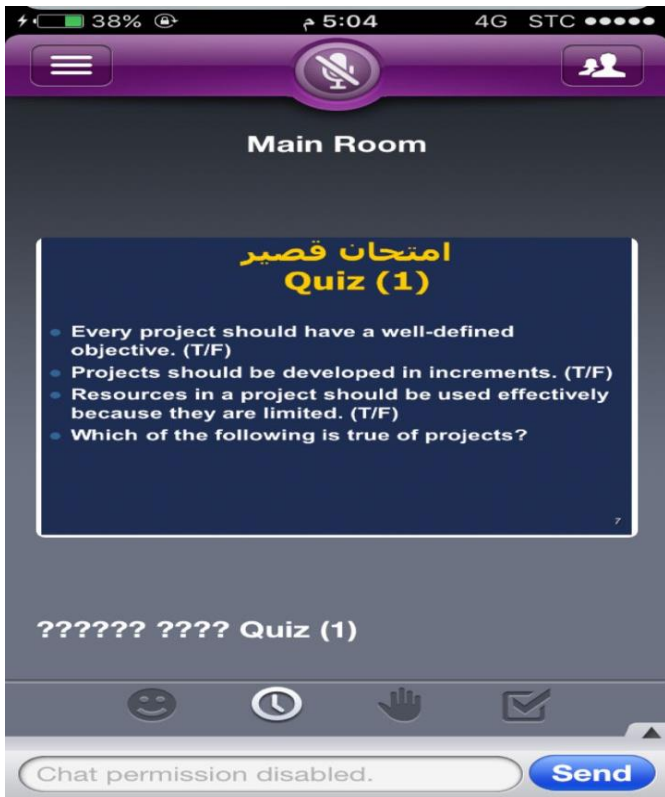 38%
5:04 م
4G STC
Main Room
امتحان قصير
Quiz (1)
Every project should have a well-defined
objective. (T/F)
Projects should be developed in increments. (T/F)
Resources in a project should be used effectively
because they are limited. (T/F)
Which of the following is true of projects?
7
?????? ???? Quiz (1)
Chat permission disabled.
Send